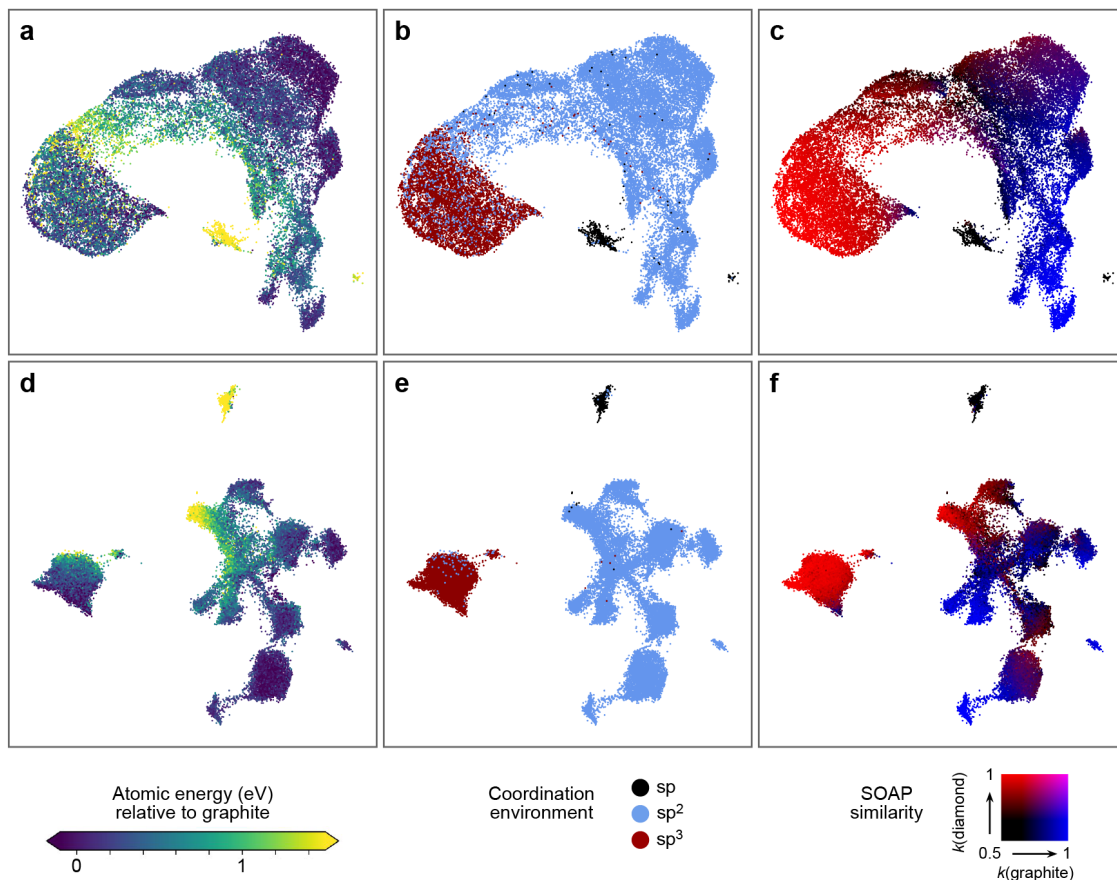 a
b
c
d
e
f
Atomic energy (eV)
relative to graphite
0
1
Coordination
environment
sp
sp²
sp³
SOAP
similarity
k(diamond)
1
0.5
1
k(graphite)